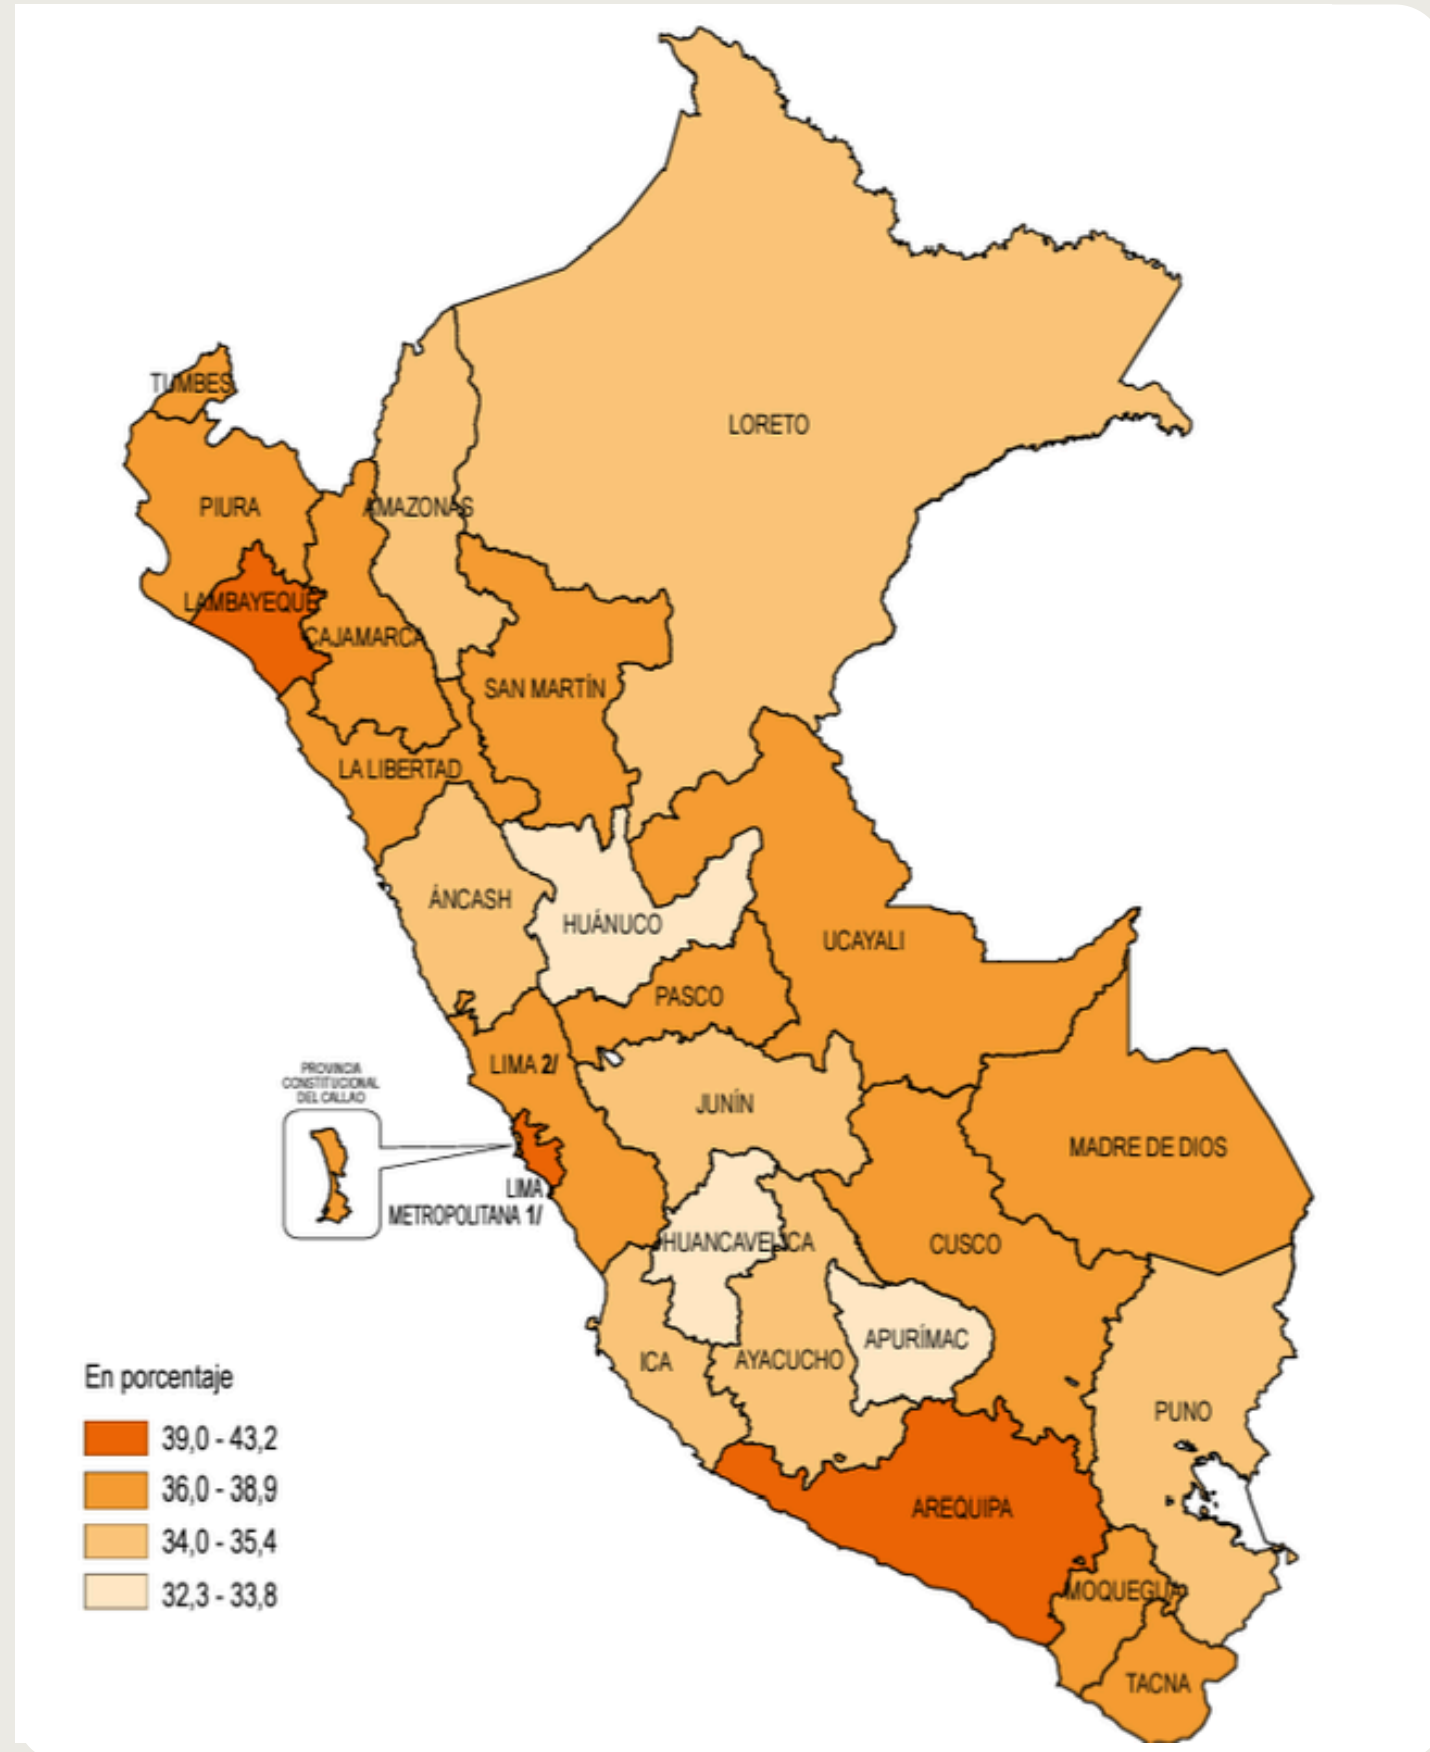 TUMBES
LORETO
PIURA
AMAZONAS
LAMBAYEQUE
CAJAMARCA
SAN MARTÍN
LA LIBERTAD
ÁNCASH
HUÁNUCO
UCAYALI
PASCO
LIMA 2/
PROVINCIA
CONSTITUCIONAL
DEL CALLAO
JUNÍN
MADRE DE DIOS
LIMA
METROPOLITANA 1/
HUANCAVELICA
CUSCO
APURÍMAC
ICA
AYACUCHO
PUNO
AREQUIPA
MOQUEGUA
TACNA
En porcentaje
39,0 - 43,2
36,0 - 38,9
34,0 - 35,4
32,3 - 33,8